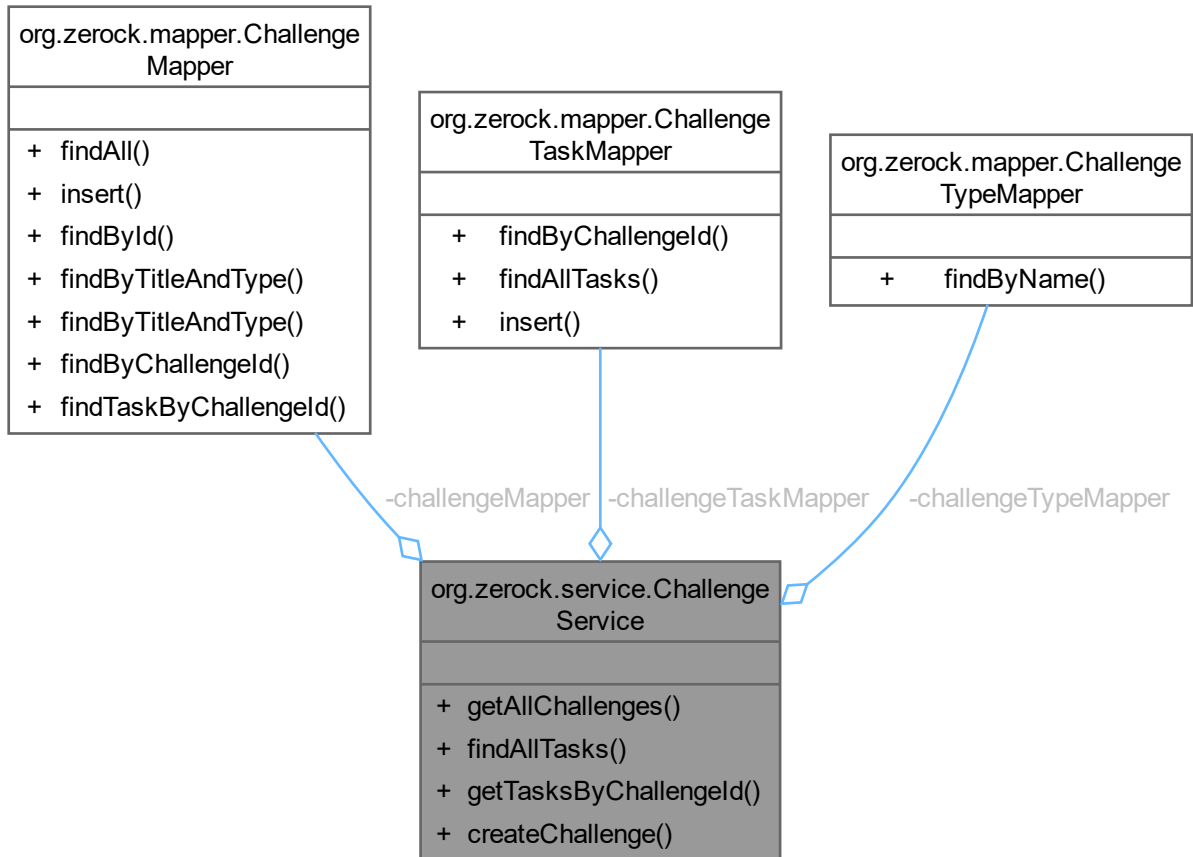 org.zerock.mapper.Challenge
Mapper
+ findAll()
+ insert()
+ findById()
+ findByTitleAndType()
+ findByTitleAndType()
+ findByChallengeId()
+ findTaskByChallengeId()
org.zerock.mapper.Challenge
TaskMapper
+ findByChallengeId()
+ findAllTasks()
+ insert()
org.zerock.mapper.Challenge
TypeMapper
+ findByName()
-challengeMapper
-challengeTaskMapper
-challengeTypeMapper
org.zerock.service.Challenge
Service
+ getAllChallenges()
+ findAllTasks()
+ getTasksByChallengeId()
+ createChallenge()